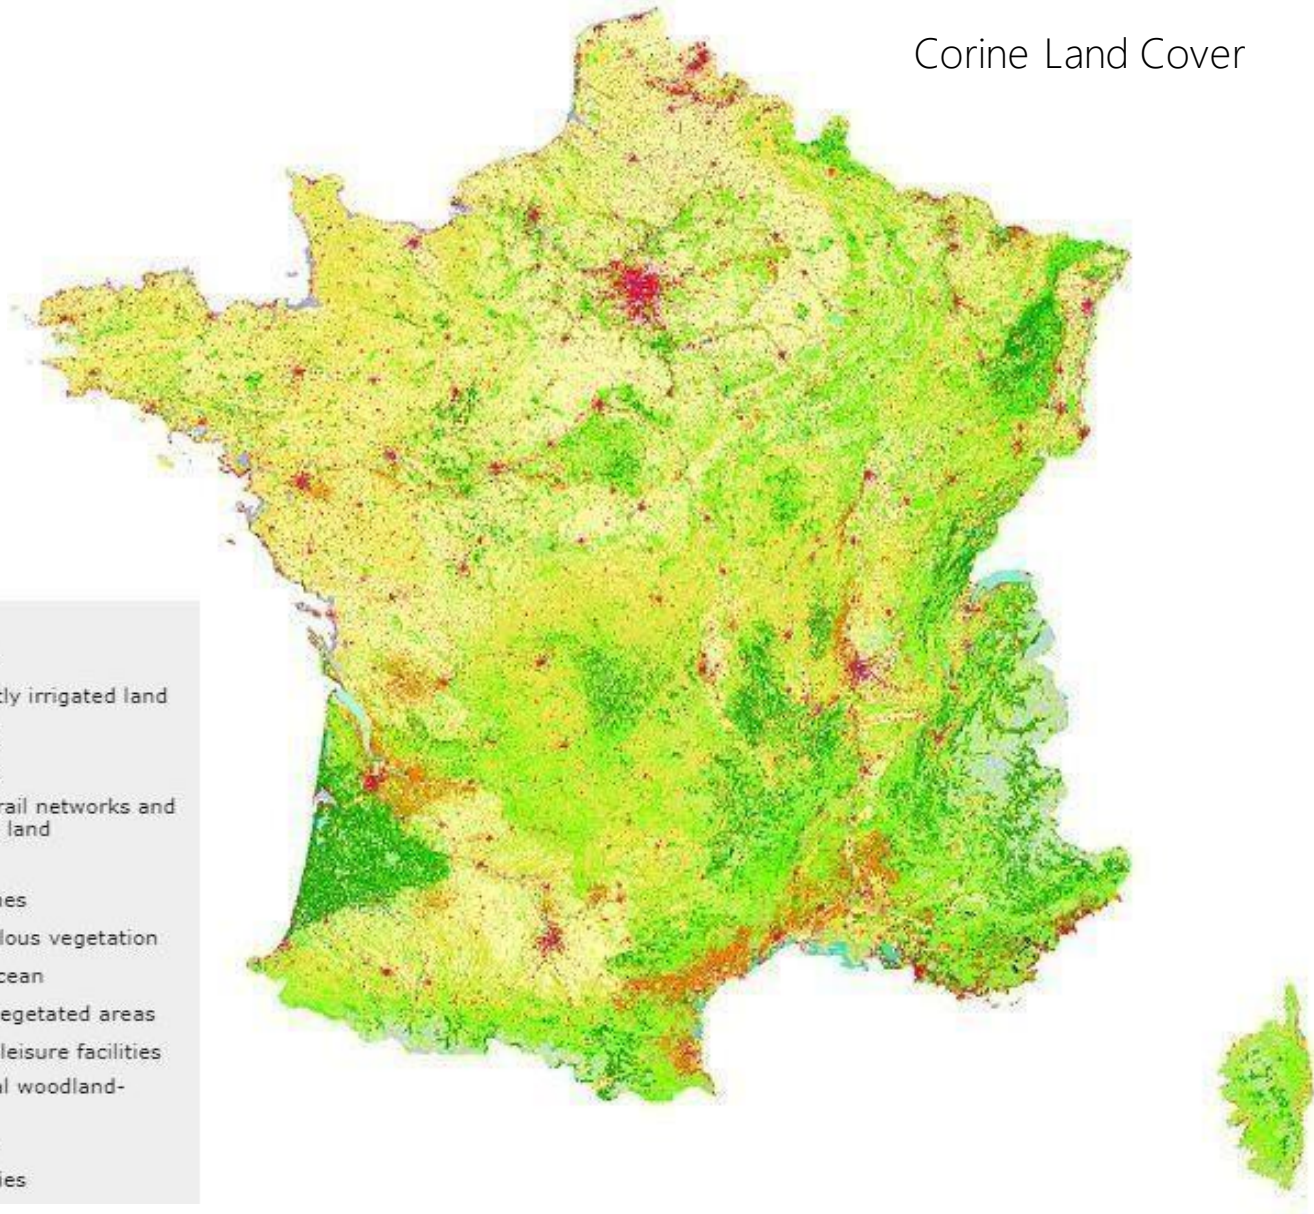 Corine Land Cover
tly irrigated land
rail networks and
land
nes
lous vegetation
cean
egetated areas
leisure facilities
al woodland-
ies